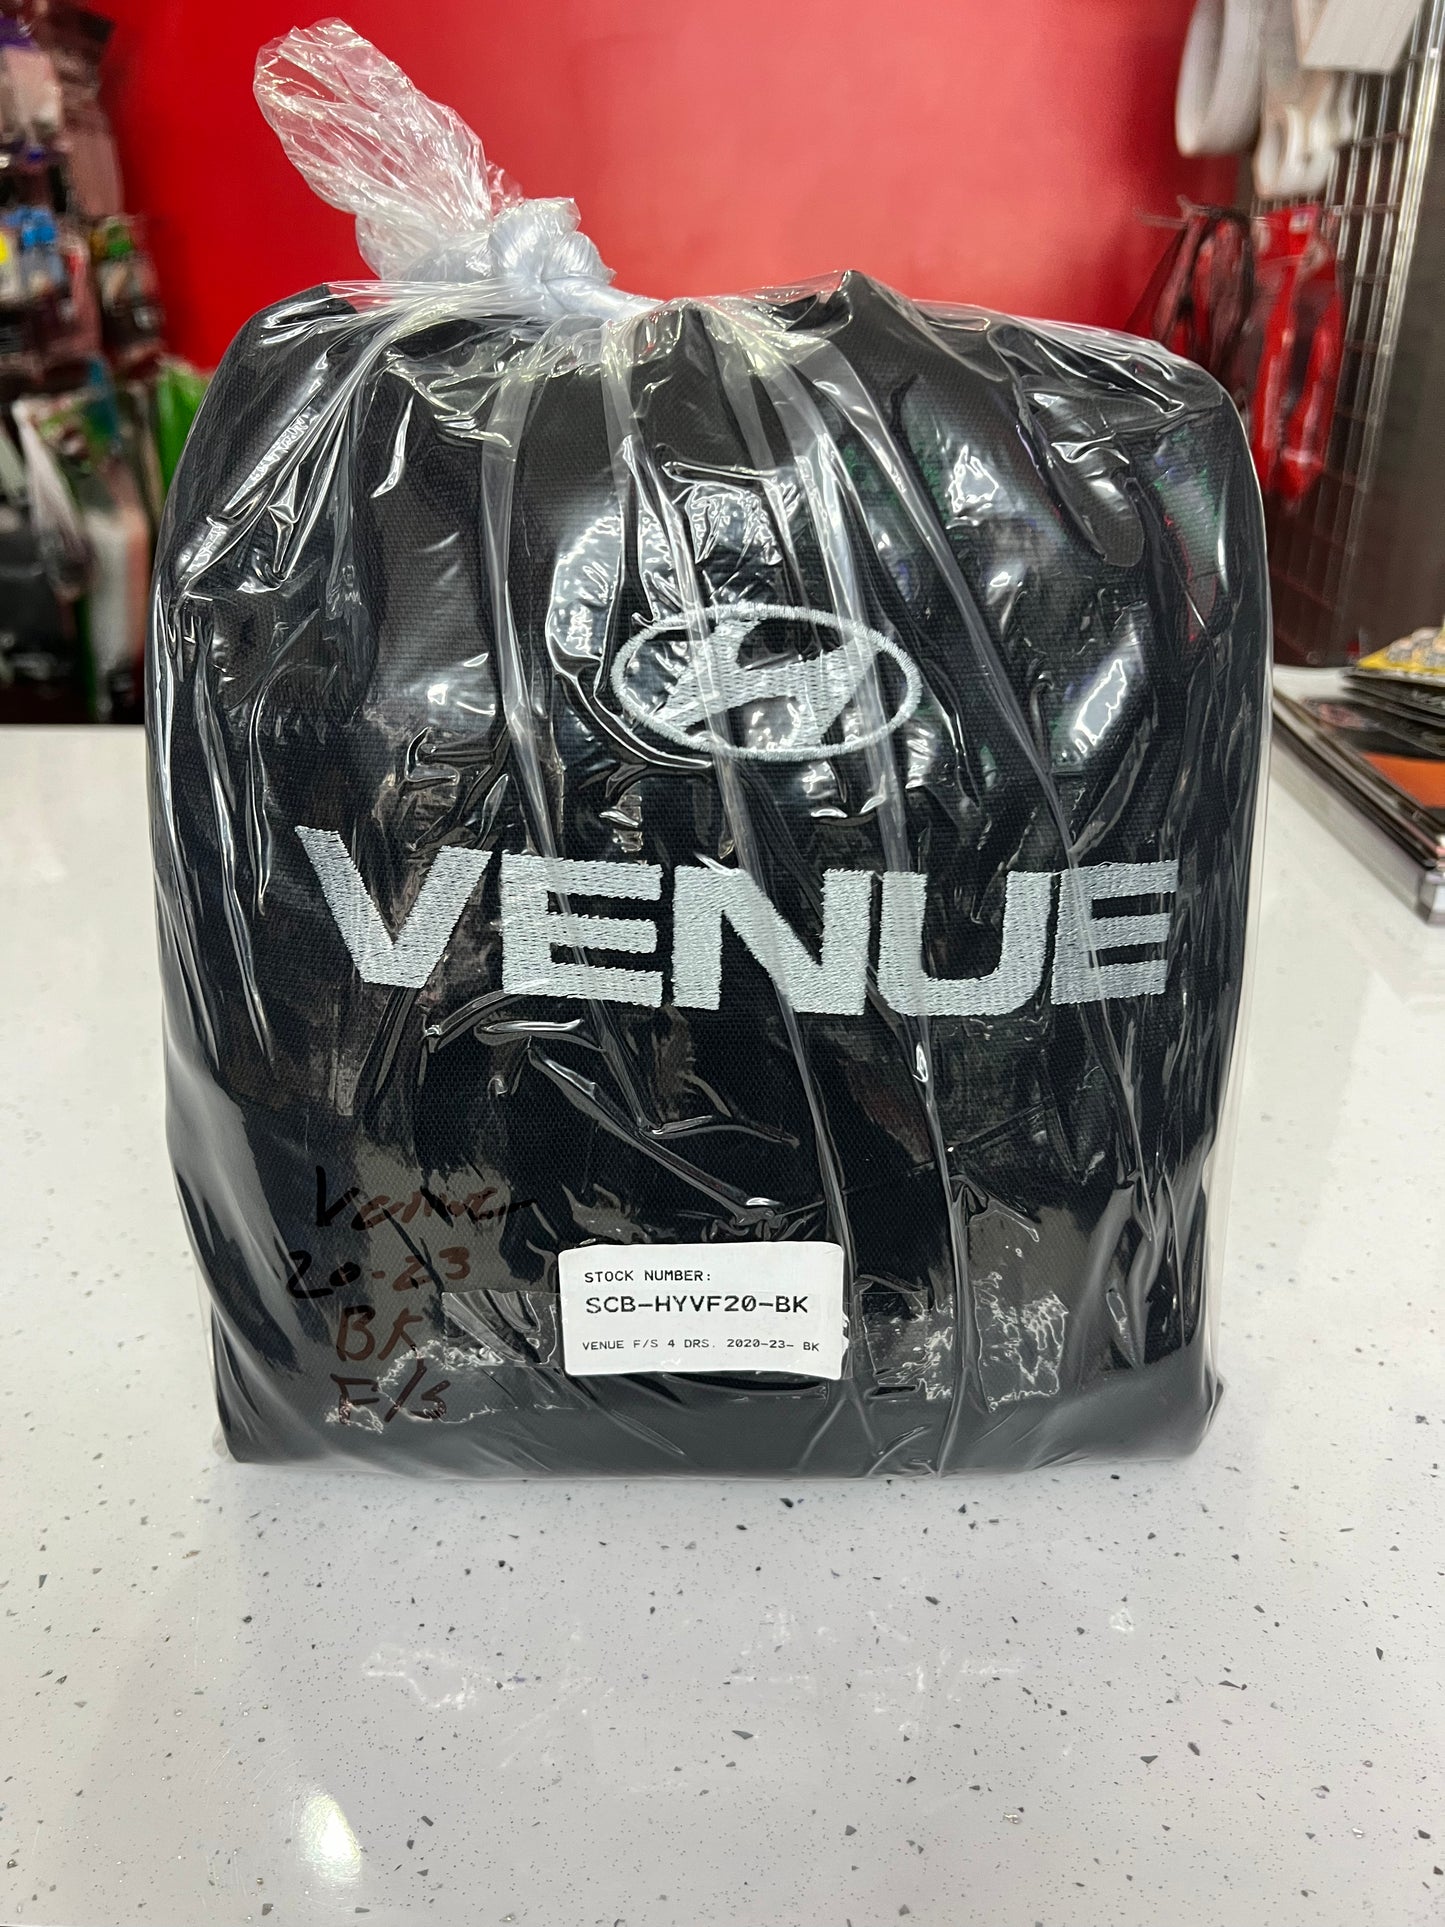 VENUE
Venue
20-23
BK
F/S
STOCK NUMBER:
SCB-HYVF20-BK
VENUE F/S 4 DRS. 2020-23- BK